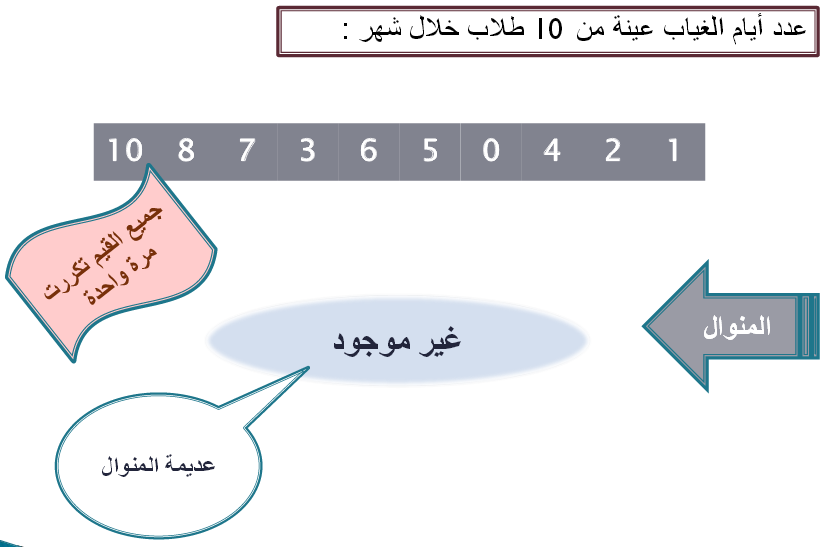 عدد أيام الغياب عينة من 10 طلاب خلال شهر :
10 8 7 3 6 5 0 4 2 1
جميع القيم تكررت
مرة واحدة
المنوال
غير موجود
عديمة المنوال